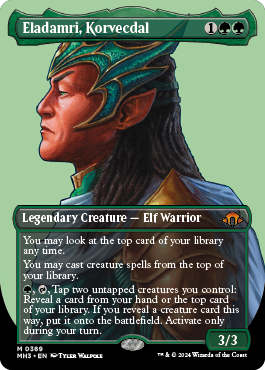 Eladamri, Korvecdal 1
Legendary Creature — Elf Warrior
You may look at the top card of your library
any time.
You may cast creature spells from the top of
your library.
, , Tap two untapped creatures you control:
Reveal a card from your hand or the top card
of your library. If you reveal a creature card this
way, put it onto the battlefield. Activate only
during your turn.
3/3
M 0369
MH3 • EN Tyler Walpole
™ & © 2024 Wizards of the Coast